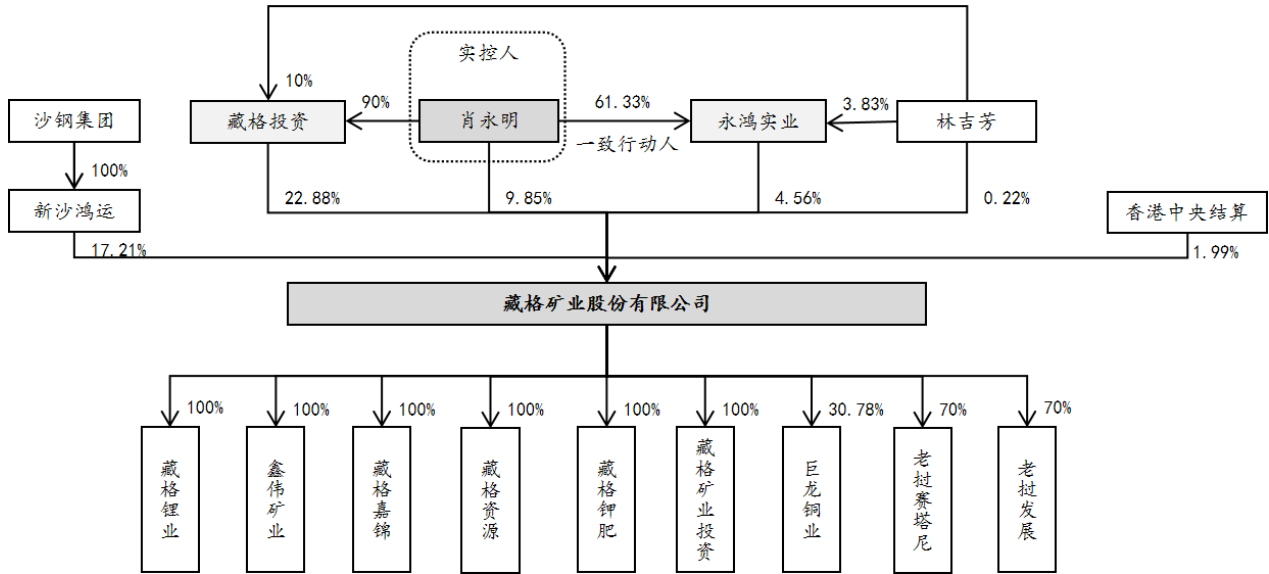 实控人
10%
90%
61.33%
3.83%
沙钢集团
藏格投资
肖永明
永鸿实业
林吉芳
一致行动人
100%
22.88%
9.85%
4.56%
0.22%
新沙鸿运
香港中央结算
17.21%
1.99%
藏格矿业股份有限公司
100%
100%
100%
100%
100%
100%
30.78%
70%
70%
藏格锂业
鑫伟矿业
藏格嘉锦
藏格资源
藏格钾肥
藏格矿业投资
巨龙铜业
老挝赛塔尼
老挝发展